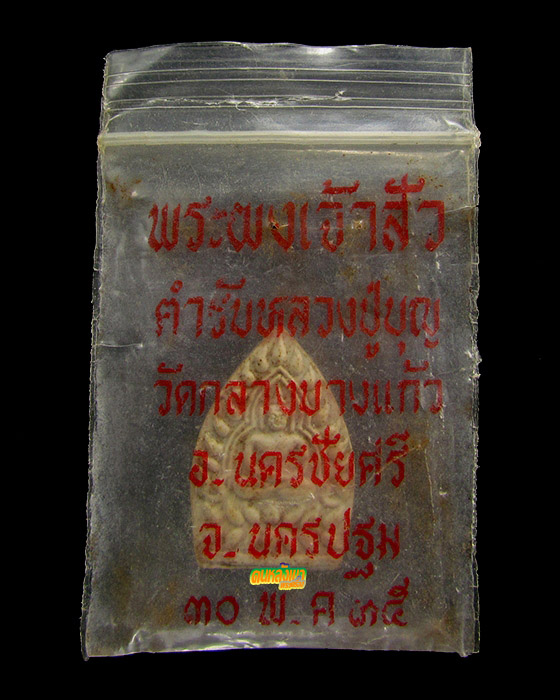 พระผงเจ้าสัว
ตำรับหลวงปู่บุญ
วัดกลางบางแก้ว
อ.นครชัยศรี
จ.นครปฐม
๓๐ พ.ค ๓๕